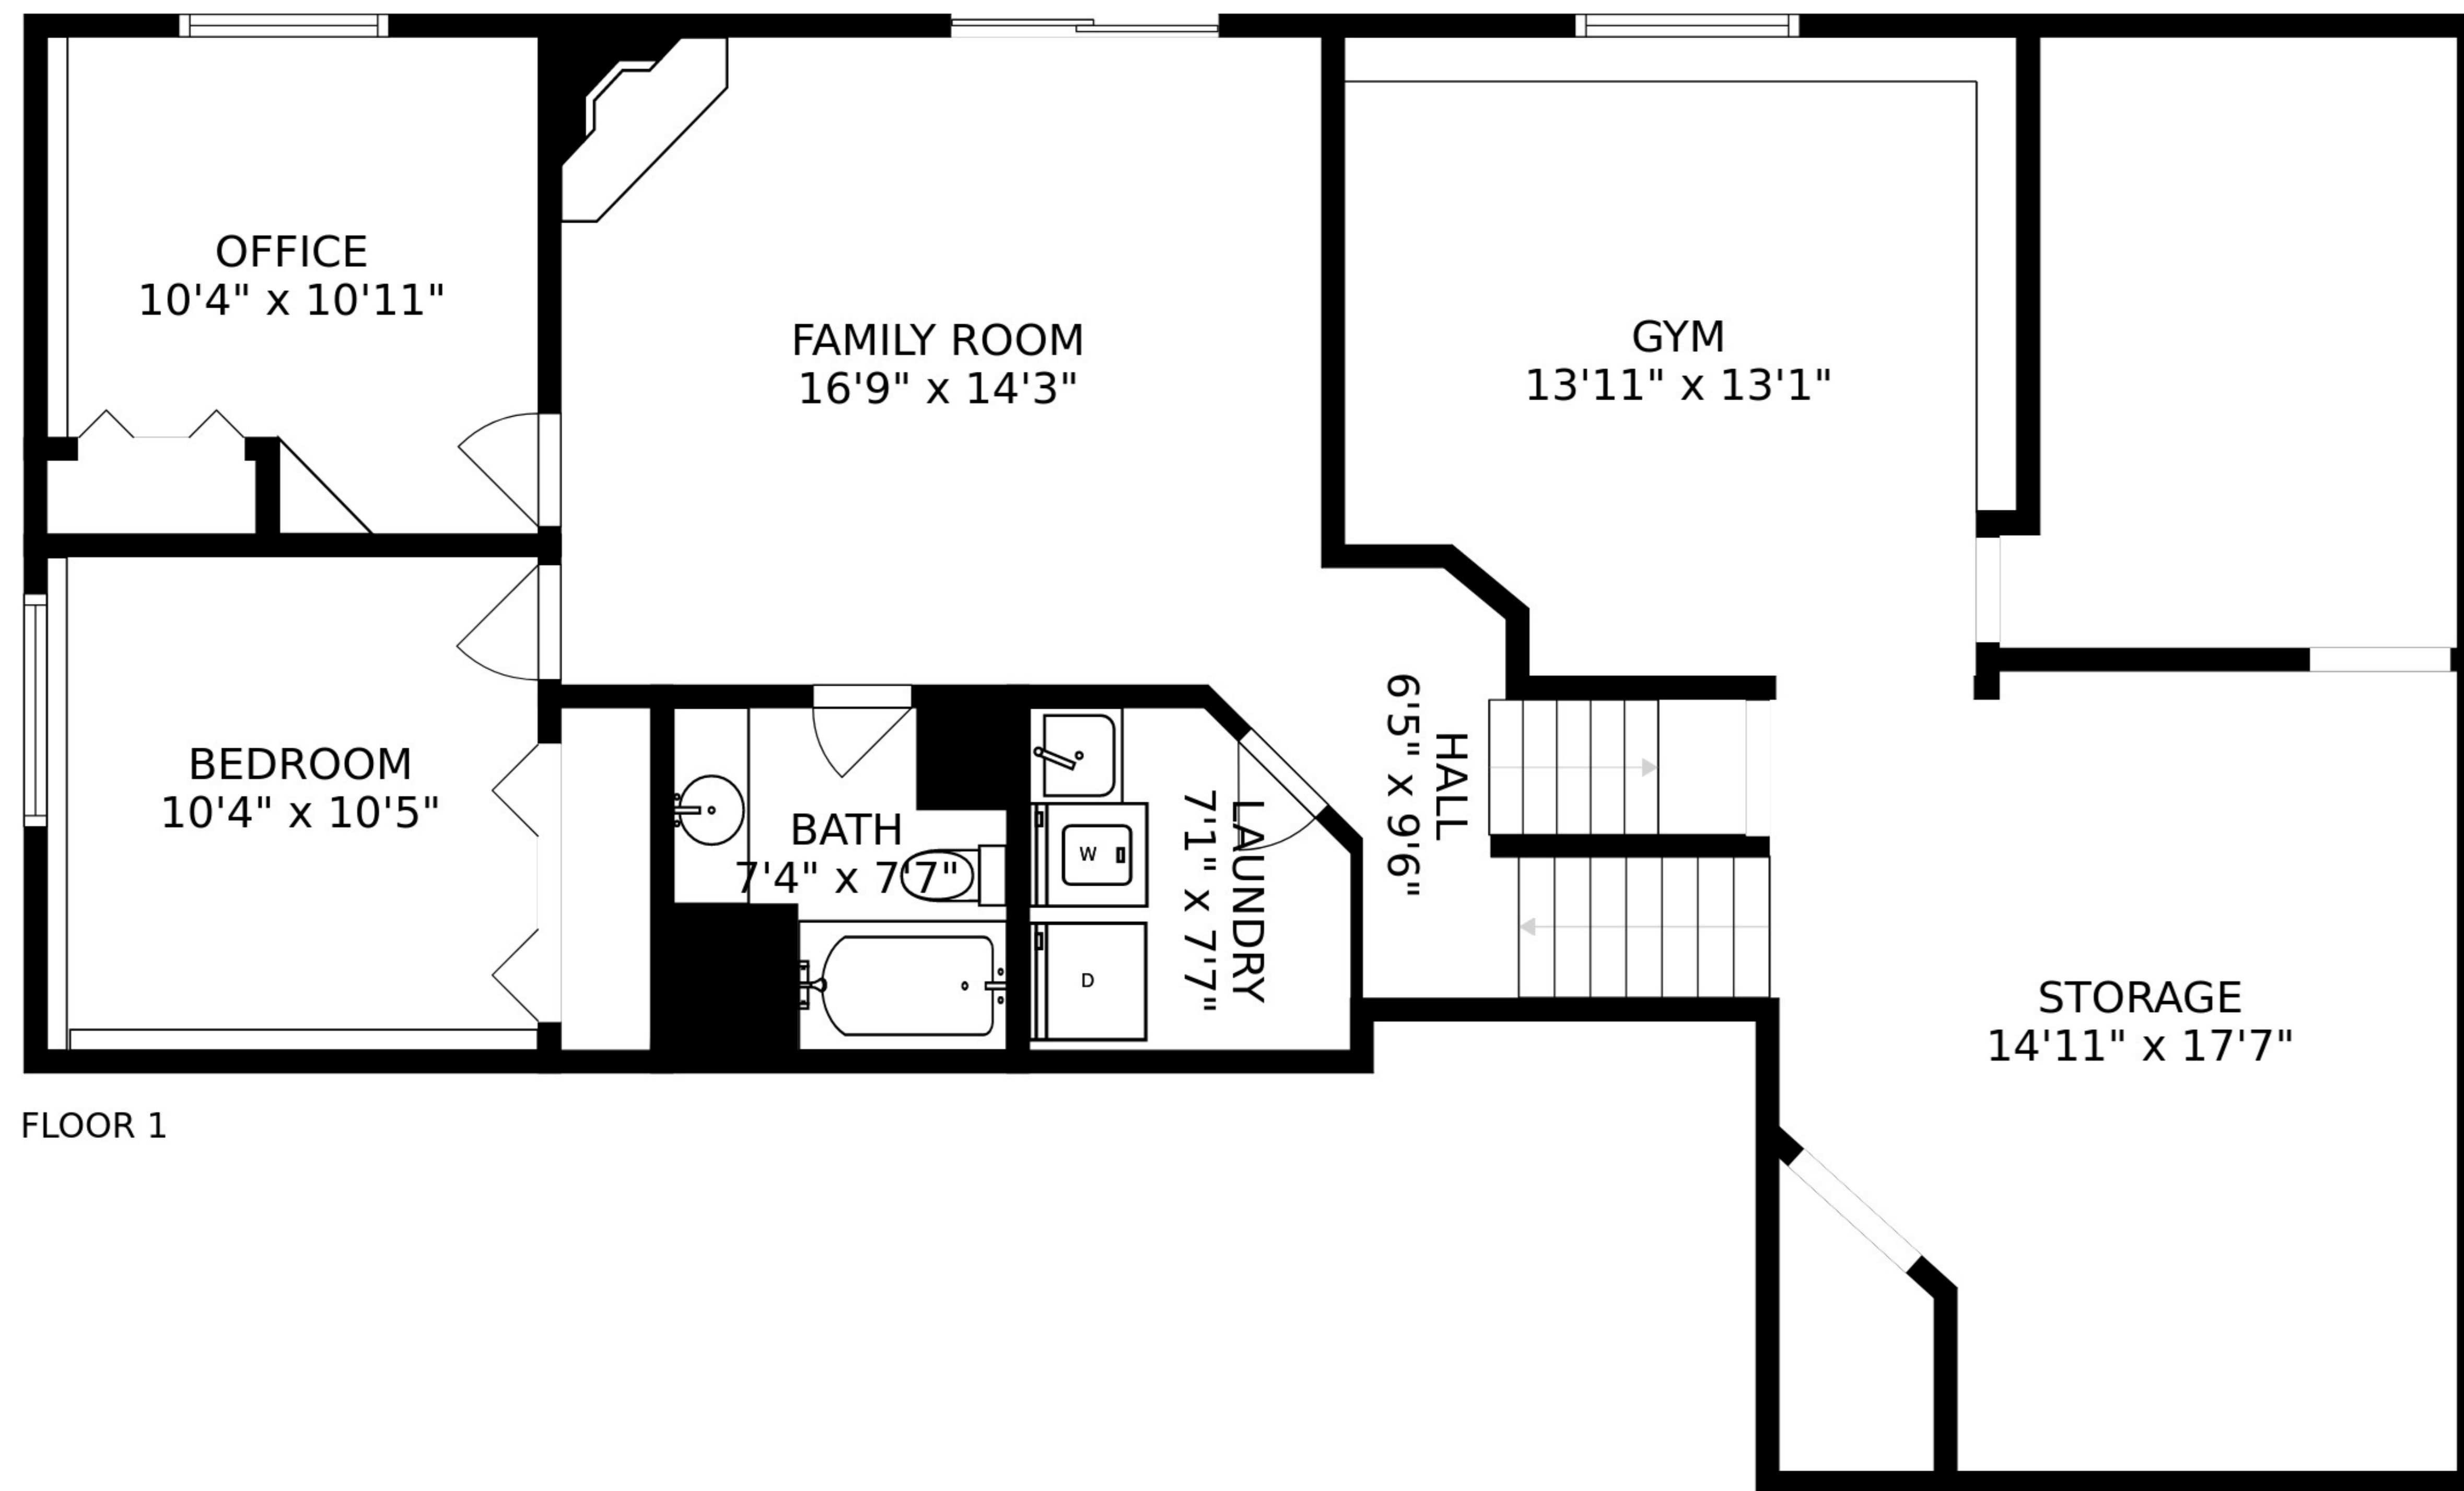 OFFICE
10'4" x 10'11"
FAMILY ROOM
16'9" x 14'3"
GYM
13'11" x 13'1"
BEDROOM
10'4" x 10'5"
BATH
7'4" x 7'7"
W
D
LAUNDRY
7'1" x 7'7"
HALL
6'5" x 9'6"
STORAGE
14'11" x 17'7"
FLOOR 1